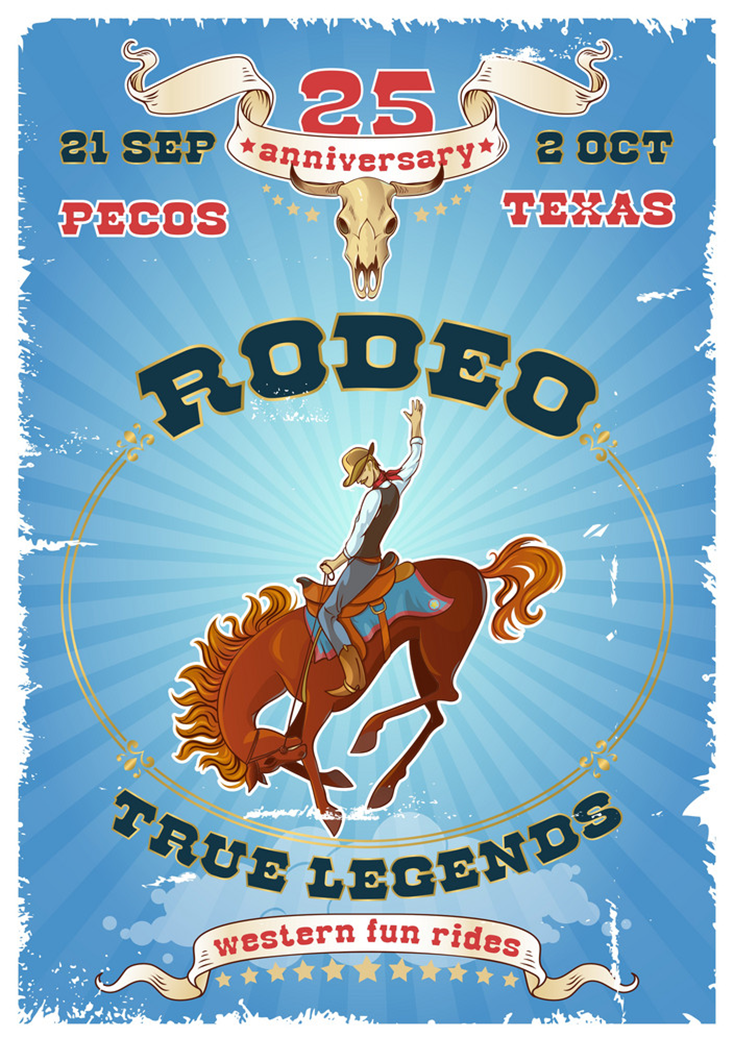 25
anniversary
21 SEP
2 OCT
PECOS
TEXAS
RODEO
TRUE LEGENDS
western fun rides